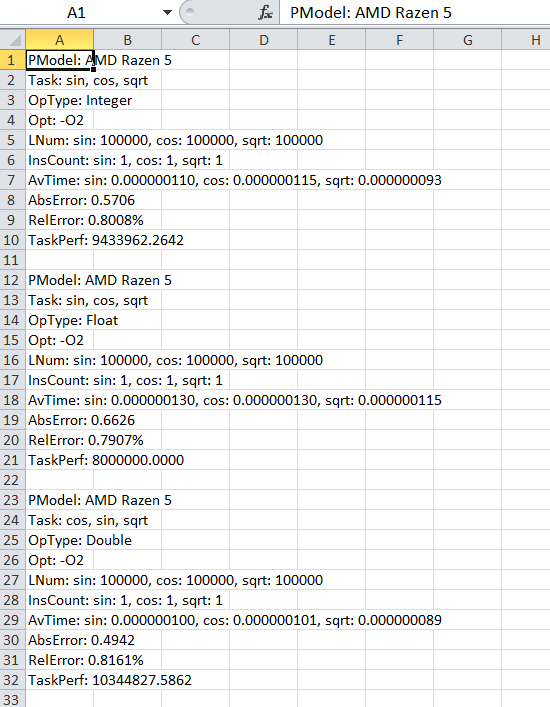 A1 fx PModel: AMD Razen 5
A B C D E F G H
1 PModel: AMD Razen 5
2 Task: sin, cos, sqrt
3 OpType: Integer
4 Opt: -O2
5 LNum: sin: 100000, cos: 100000, sqrt: 100000
6 InsCount: sin: 1, cos: 1, sqrt: 1
7 AvTime: sin: 0.000000110, cos: 0.000000115, sqrt: 0.000000093
8 AbsError: 0.5706
9 RelError: 0.8008%
10 TaskPerf: 9433962.2642
11
12 PModel: AMD Razen 5
13 Task: sin, cos, sqrt
14 OpType: Float
15 Opt: -O2
16 LNum: sin: 100000, cos: 100000, sqrt: 100000
17 InsCount: sin: 1, cos: 1, sqrt: 1
18 AvTime: sin: 0.000000130, cos: 0.000000130, sqrt: 0.000000115
19 AbsError: 0.6626
20 RelError: 0.7907%
21 TaskPerf: 8000000.0000
22
23 PModel: AMD Razen 5
24 Task: cos, sin, sqrt
25 OpType: Double
26 Opt: -O2
27 LNum: sin: 100000, cos: 100000, sqrt: 100000
28 InsCount: sin: 1, cos: 1, sqrt: 1
29 AvTime: sin: 0.000000100, cos: 0.000000101, sqrt: 0.000000089
30 AbsError: 0.4942
31 RelError: 0.8161%
32 TaskPerf: 10344827.5862
33